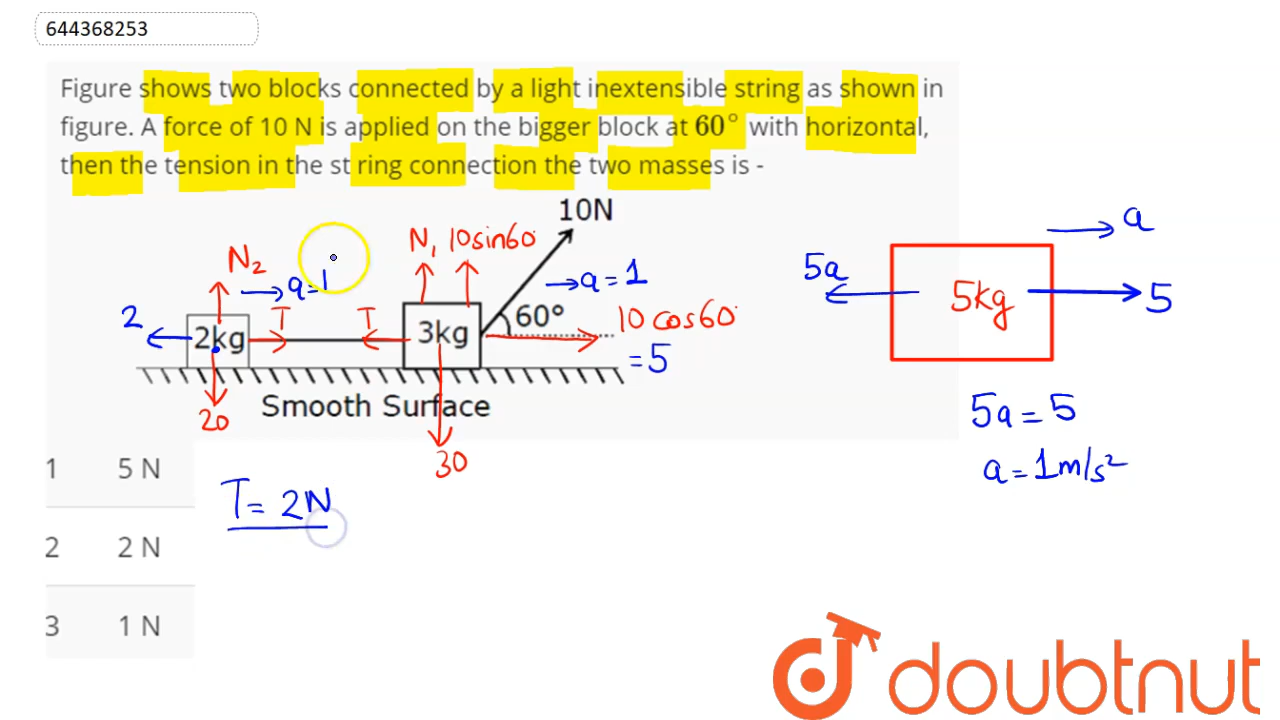 644368253
Figure shows two blocks connected by a light inextensible string as shown in
figure. A force of 10 N is applied on the bigger block at 60° with horizontal,
then the tension in the st ring connection the two masses is -
10N
N₁ 10sin60
N₂
→ a=1
→ a=1
2
T
T
2kg
3kg
60°
10 cos60
= 5
20
Smooth Surface
30
→ a
5a
5kg
5
5a = 5
a = 1m/s²
1 5 N
T = 2N
2 2 N
3 1 N
doubtnut